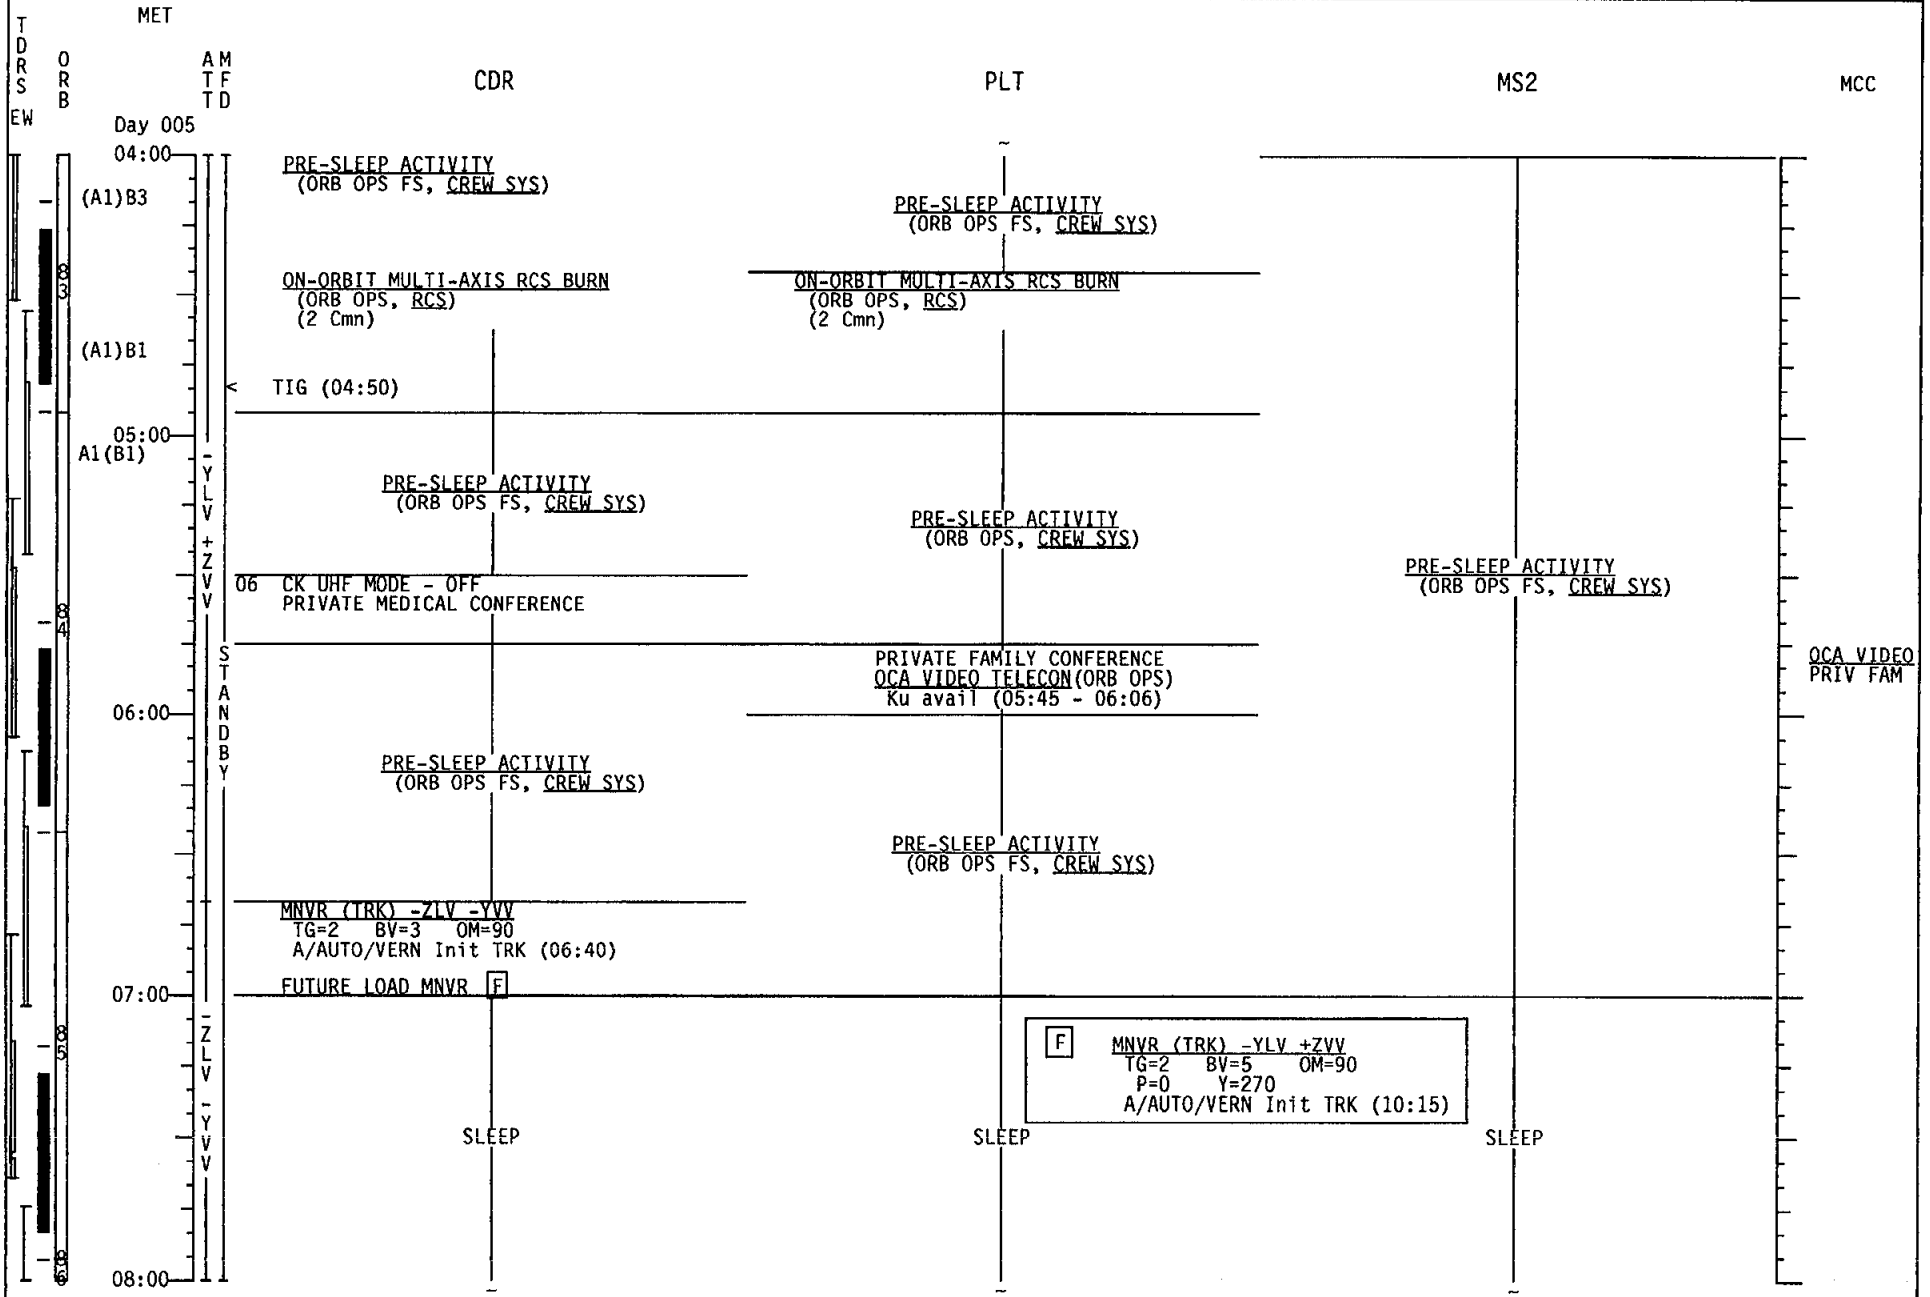 MET
TDRS
EW
ORB
ATT
MFD
CDR
PLT
MS2
MCC
Day 005
04:00
(A1)B3
83
(A1)B1
05:00
A1(B1)
84
06:00
07:00
85
08:00
86
-YLV +ZVV
-ZLV -YVV
STANDBY
PRE-SLEEP ACTIVITY
(ORB OPS FS, CREW SYS)
ON-ORBIT MULTI-AXIS RCS BURN
(ORB OPS, RCS)
(2 Cmn)
< TIG (04:50)
PRE-SLEEP ACTIVITY
(ORB OPS FS, CREW SYS)
06 CK UHF MODE - OFF
PRIVATE MEDICAL CONFERENCE
PRE-SLEEP ACTIVITY
(ORB OPS FS, CREW SYS)
MNVR (TRK) -ZLV -YVV
TG=2 BV=3 OM=90
A/AUTO/VERN Init TRK (06:40)
FUTURE LOAD MNVR F
SLEEP
~
~
PRE-SLEEP ACTIVITY
(ORB OPS FS, CREW SYS)
ON-ORBIT MULTI-AXIS RCS BURN
(ORB OPS, RCS)
(2 Cmn)
PRE-SLEEP ACTIVITY
(ORB OPS, CREW SYS)
PRIVATE FAMILY CONFERENCE
OCA VIDEO TELECON(ORB OPS)
Ku avail (05:45 - 06:06)
PRE-SLEEP ACTIVITY
(ORB OPS FS, CREW SYS)
F MNVR (TRK) -YLV +ZVV
TG=2 BV=5 OM=90
P=0 Y=270
A/AUTO/VERN Init TRK (10:15)
SLEEP
~
PRE-SLEEP ACTIVITY
(ORB OPS FS, CREW SYS)
SLEEP
~
OCA VIDEO
PRIV FAM